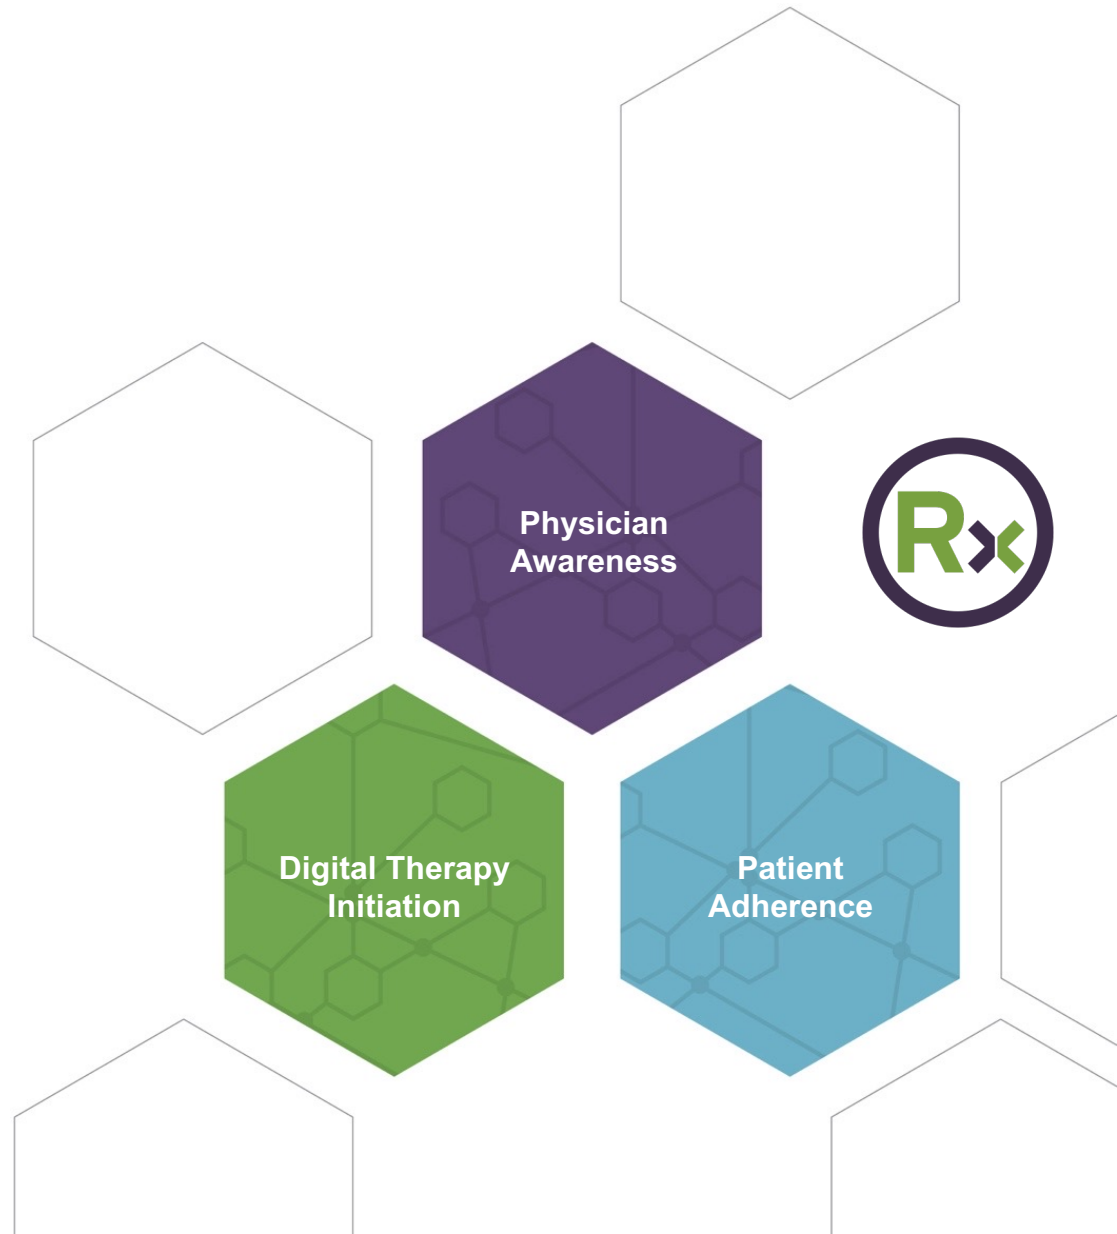 Physician
Awareness
Rx
Digital Therapy
Initiation
Patient
Adherence